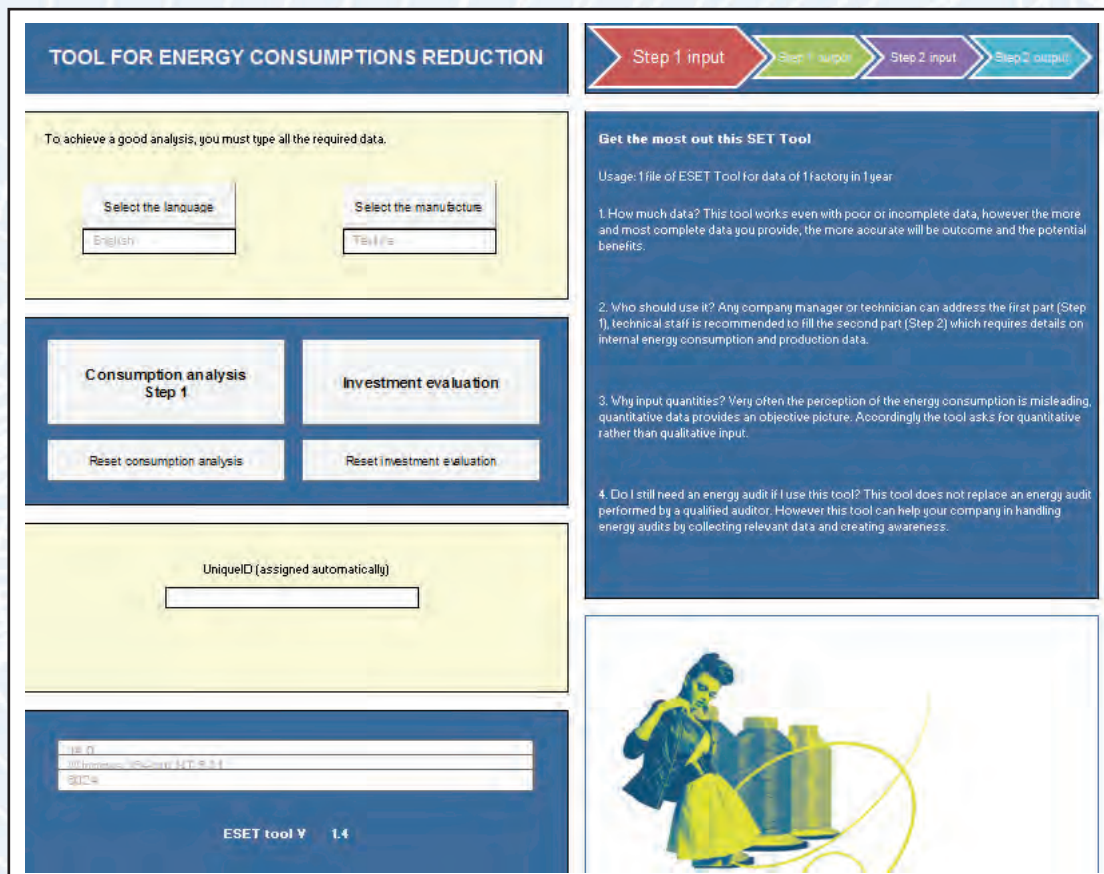 TOOL FOR ENERGY CONSUMPTIONS REDUCTION
Step 1 input
Step 1 output
Step 2 input
Step 2 output
To achieve a good analysis, you must type all the required data.
Select the language
Select the manufacture
English
Textile
Consumption analysis
Step 1
Investment evaluation
Reset consumption analysis
Reset investment evaluation
UniqueID (assigned automatically)
ESET tool V 1.4
Get the most out this SET Tool
Usage: 1 file of ESET Tool for data of 1 factory in 1 year
1. How much data? This tool works even with poor or incomplete data, however the more
and most complete data you provide, the more accurate will be outcome and the potential
benefits.
2. Who should use it? Any company manager or technician can address the first part (Step
1), technical staff is recommended to fill the second part (Step 2) which requires details on
internal energy consumption and production data.
3. Why input quantities? Very often the perception of the energy consumption is misleading,
quantitative data provides an objective picture. Accordingly the tool asks for quantitative
rather than qualitative input.
4. Do I still need an energy audit if I use this tool? This tool does not replace an energy audit
performed by a qualified auditor. However this tool can help your company in handling
energy audits by collecting relevant data and creating awareness.